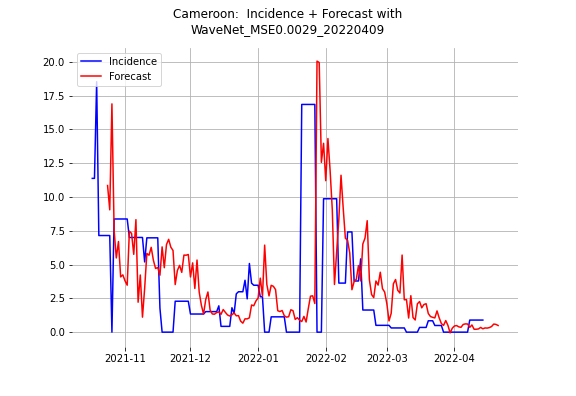 Cameroon:  Incidence + Forecast with
WaveNet_MSE0.0029_20220409
Incidence
Forecast
20.0
17.5
15.0
12.5
10.0
7.5
5.0
2.5
0.0
2021-11 2021-12 2022-01 2022-02 2022-03 2022-04